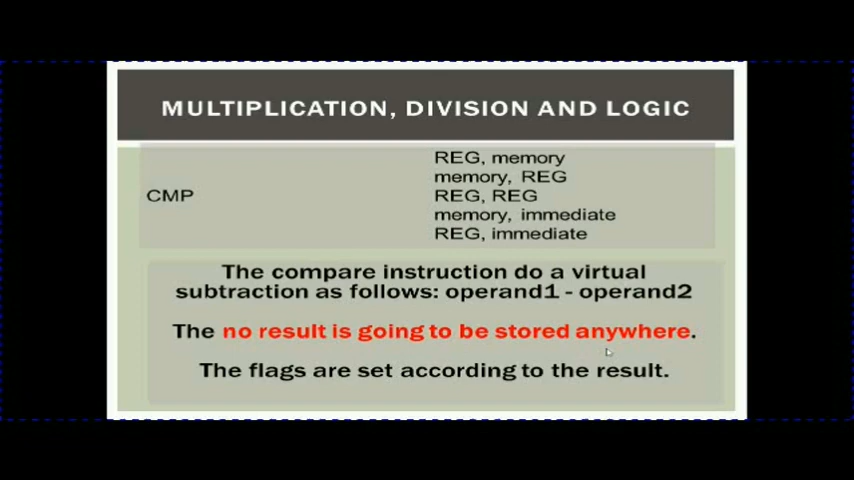 MULTIPLICATION, DIVISION AND LOGIC
REG, memory
memory, REG
CMP REG, REG
memory, immediate
REG, immediate
The compare instruction do a virtual
subtraction as follows: operand1 - operand2
The no result is going to be stored anywhere.
The flags are set according to the result.